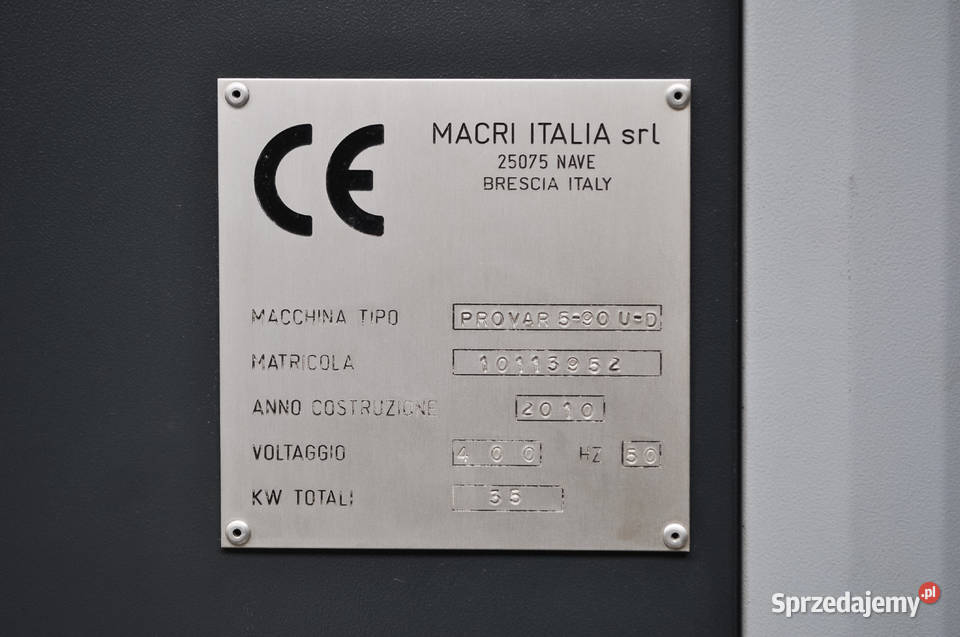 CE
MACRI ITALIA srl
25075 NAVE
BRESCIA ITALY
MACCHINA TIPO PROVAR 5-90 U-D
MATRICOLA 10113952
ANNO COSTRUZIONE 2010
VOLTAGGIO 400 HZ 50
KW TOTALI 35
Sprzedajemy.pl